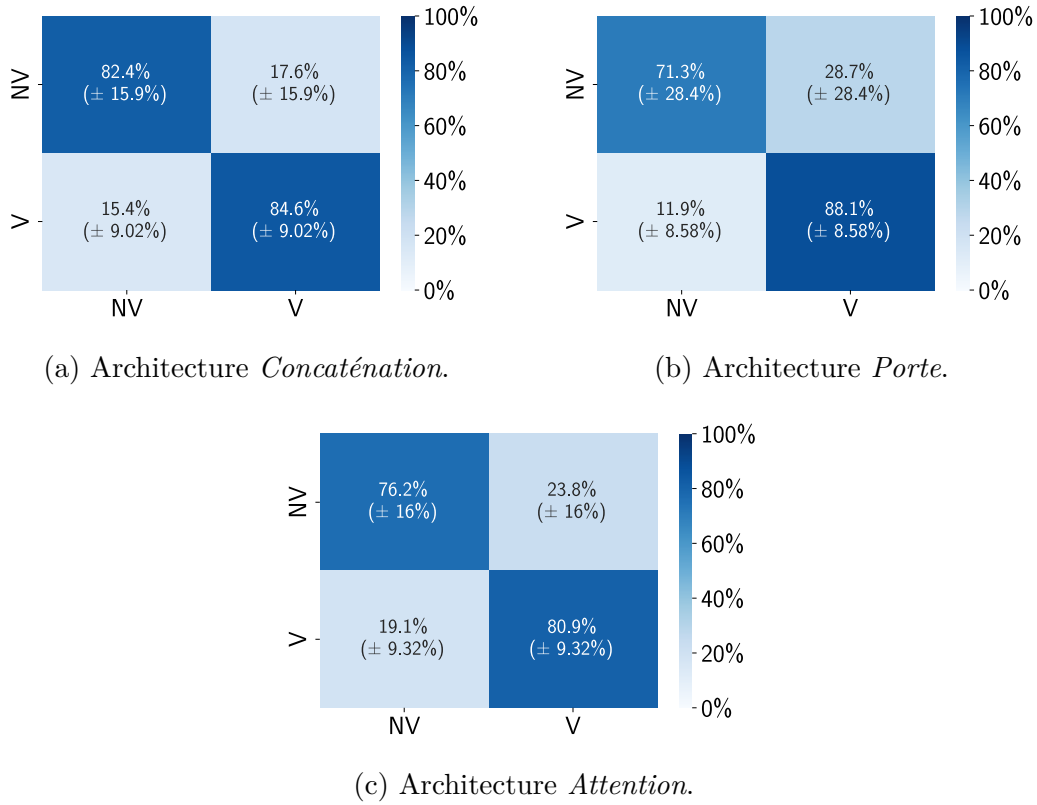 100%
82.4%
(± 15.9%)
17.6%
(± 15.9%)
NV
80%
60%
15.4%
(± 9.02%)
84.6%
(± 9.02%)
V
40%
20%
0%
NV
V
(a) Architecture Concaténation.
100%
71.3%
(± 28.4%)
28.7%
(± 28.4%)
NV
80%
60%
11.9%
(± 8.58%)
88.1%
(± 8.58%)
V
40%
20%
0%
NV
V
(b) Architecture Porte.
100%
76.2%
(± 16%)
23.8%
(± 16%)
NV
80%
60%
19.1%
(± 9.32%)
80.9%
(± 9.32%)
V
40%
20%
0%
NV
V
(c) Architecture Attention.